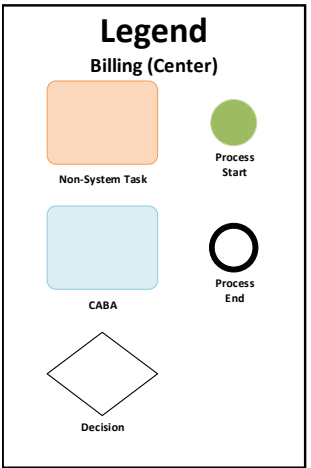 Legend
Billing (Center)
Process
Start
Non-System Task
Process
End
CABA
Decision